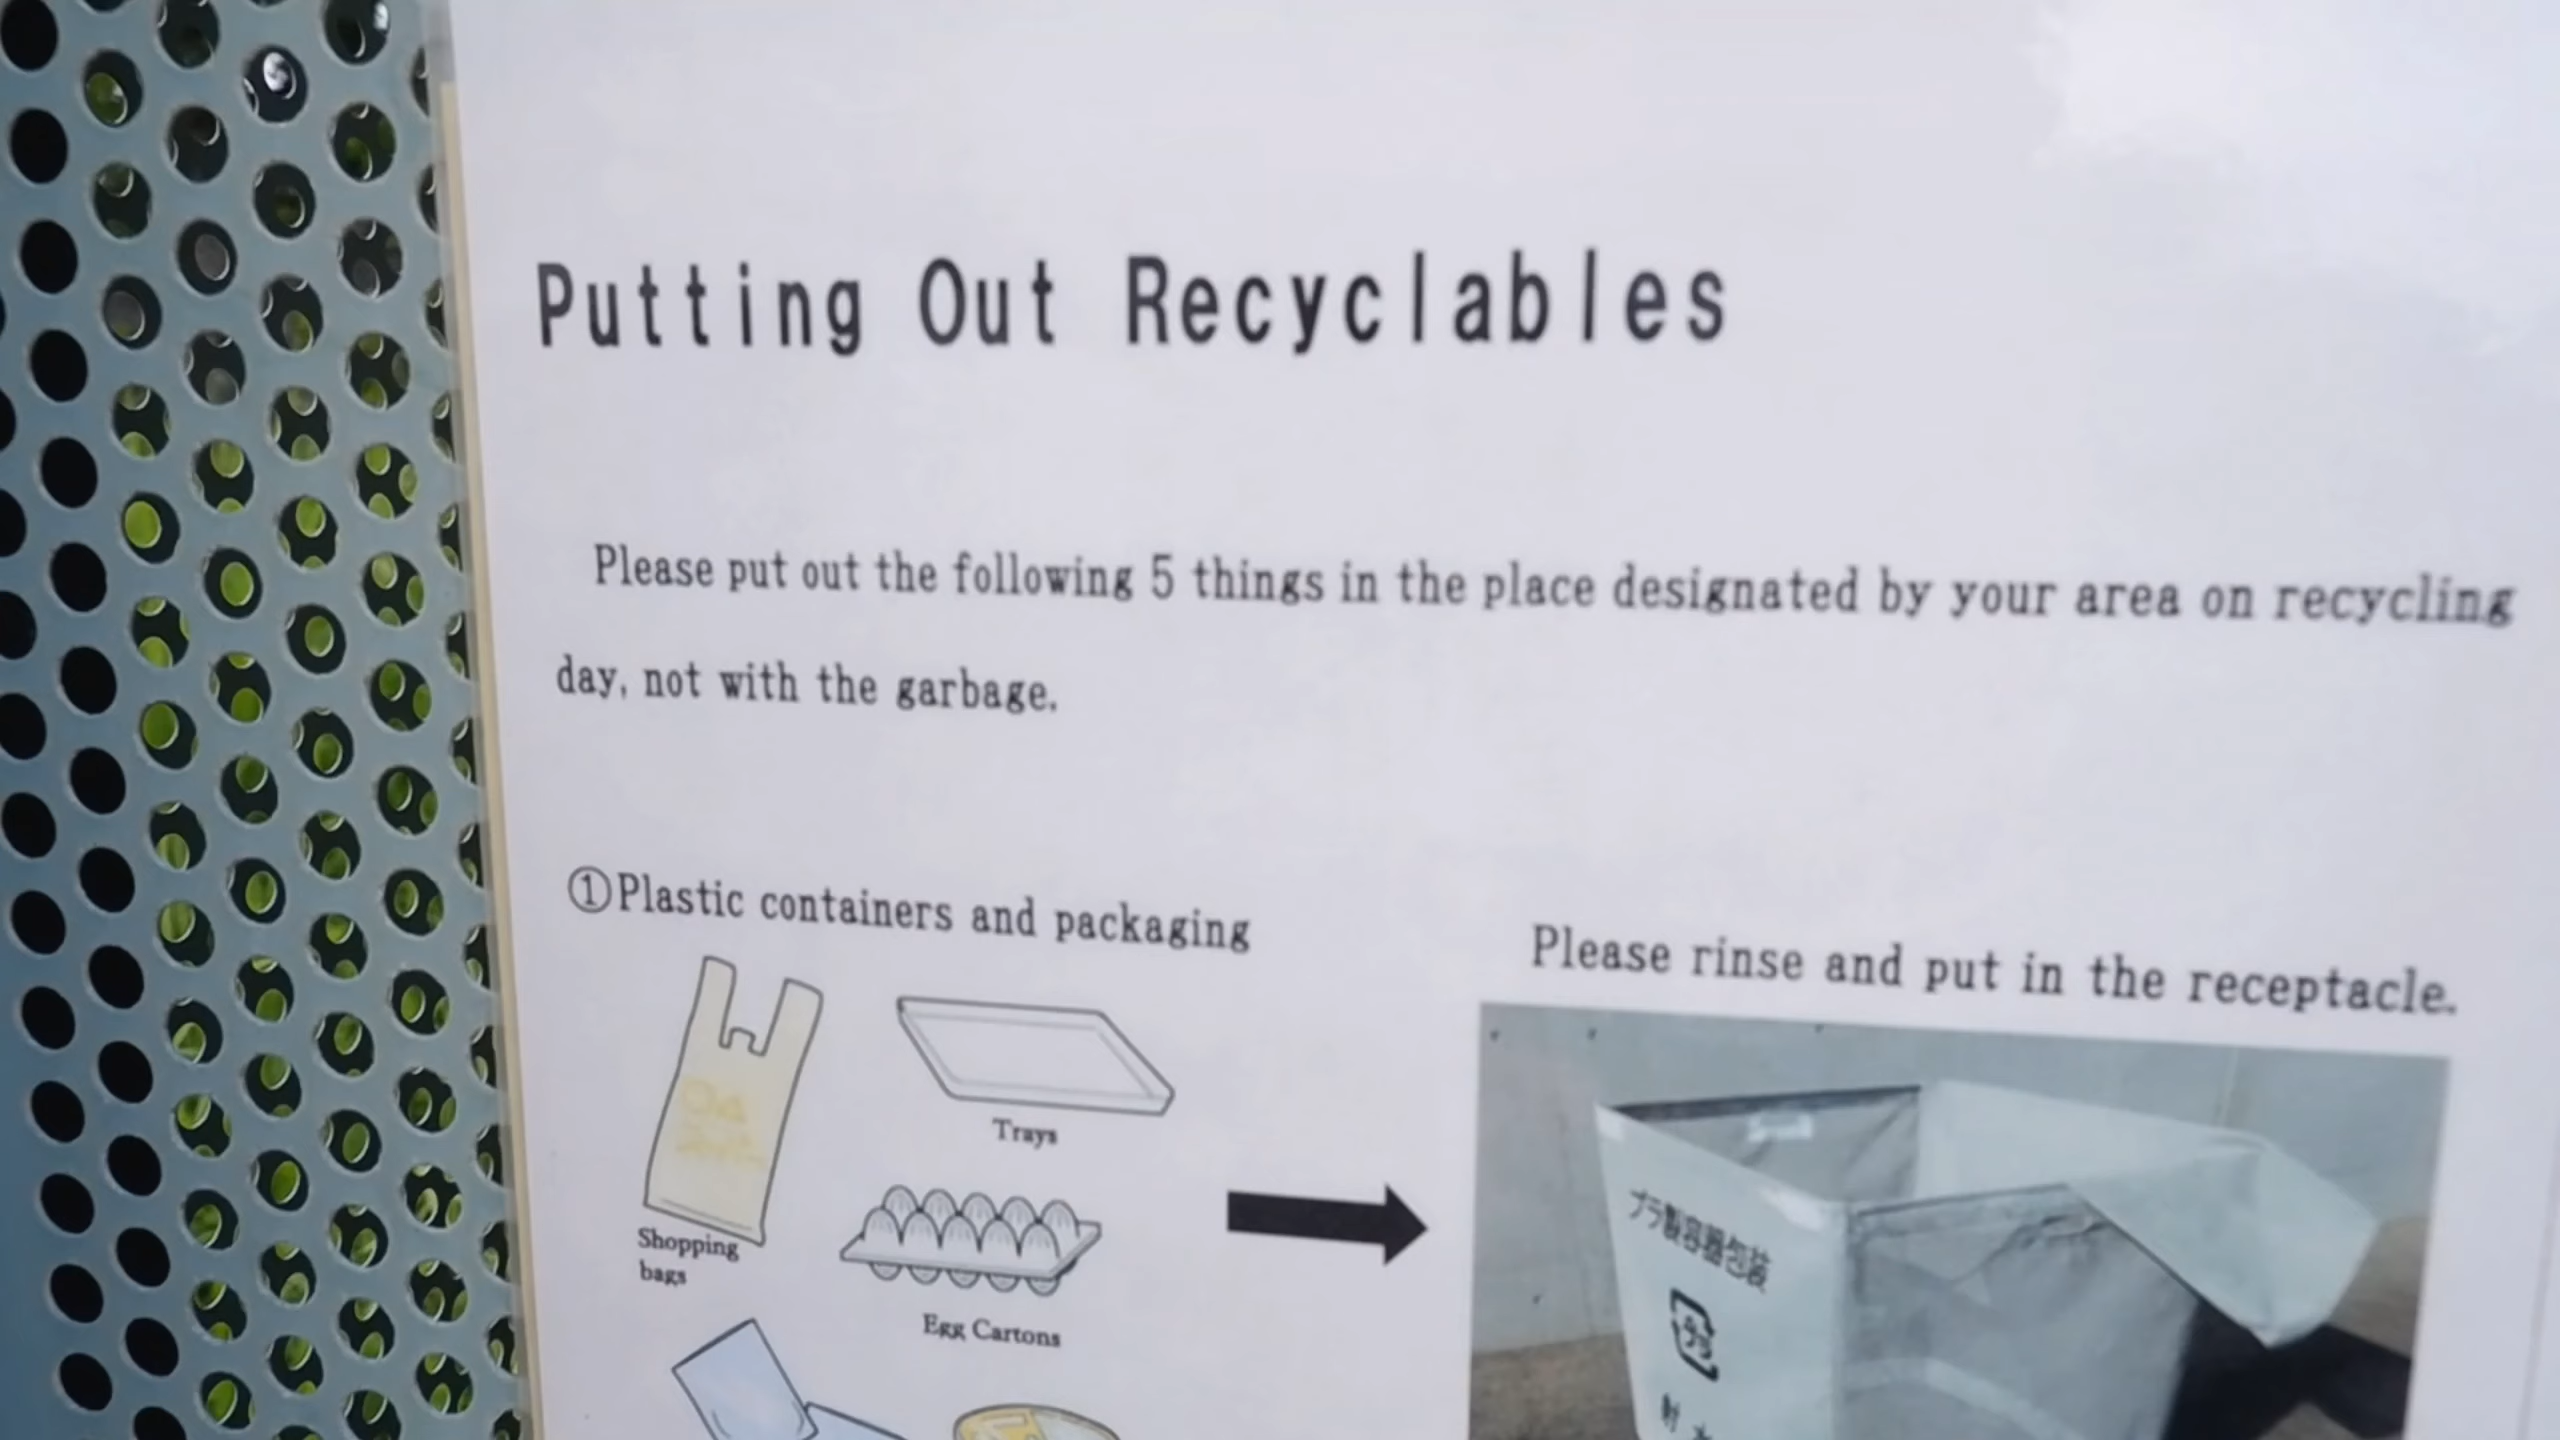 Putting Out Recyclables
Please put out the following 5 things in the place designated by your area on recycling
day, not with the garbage.
①Plastic containers and packaging
Please rinse and put in the receptacle.
Trays
Shopping
bags
Egg Cartons
プラ製容器包装